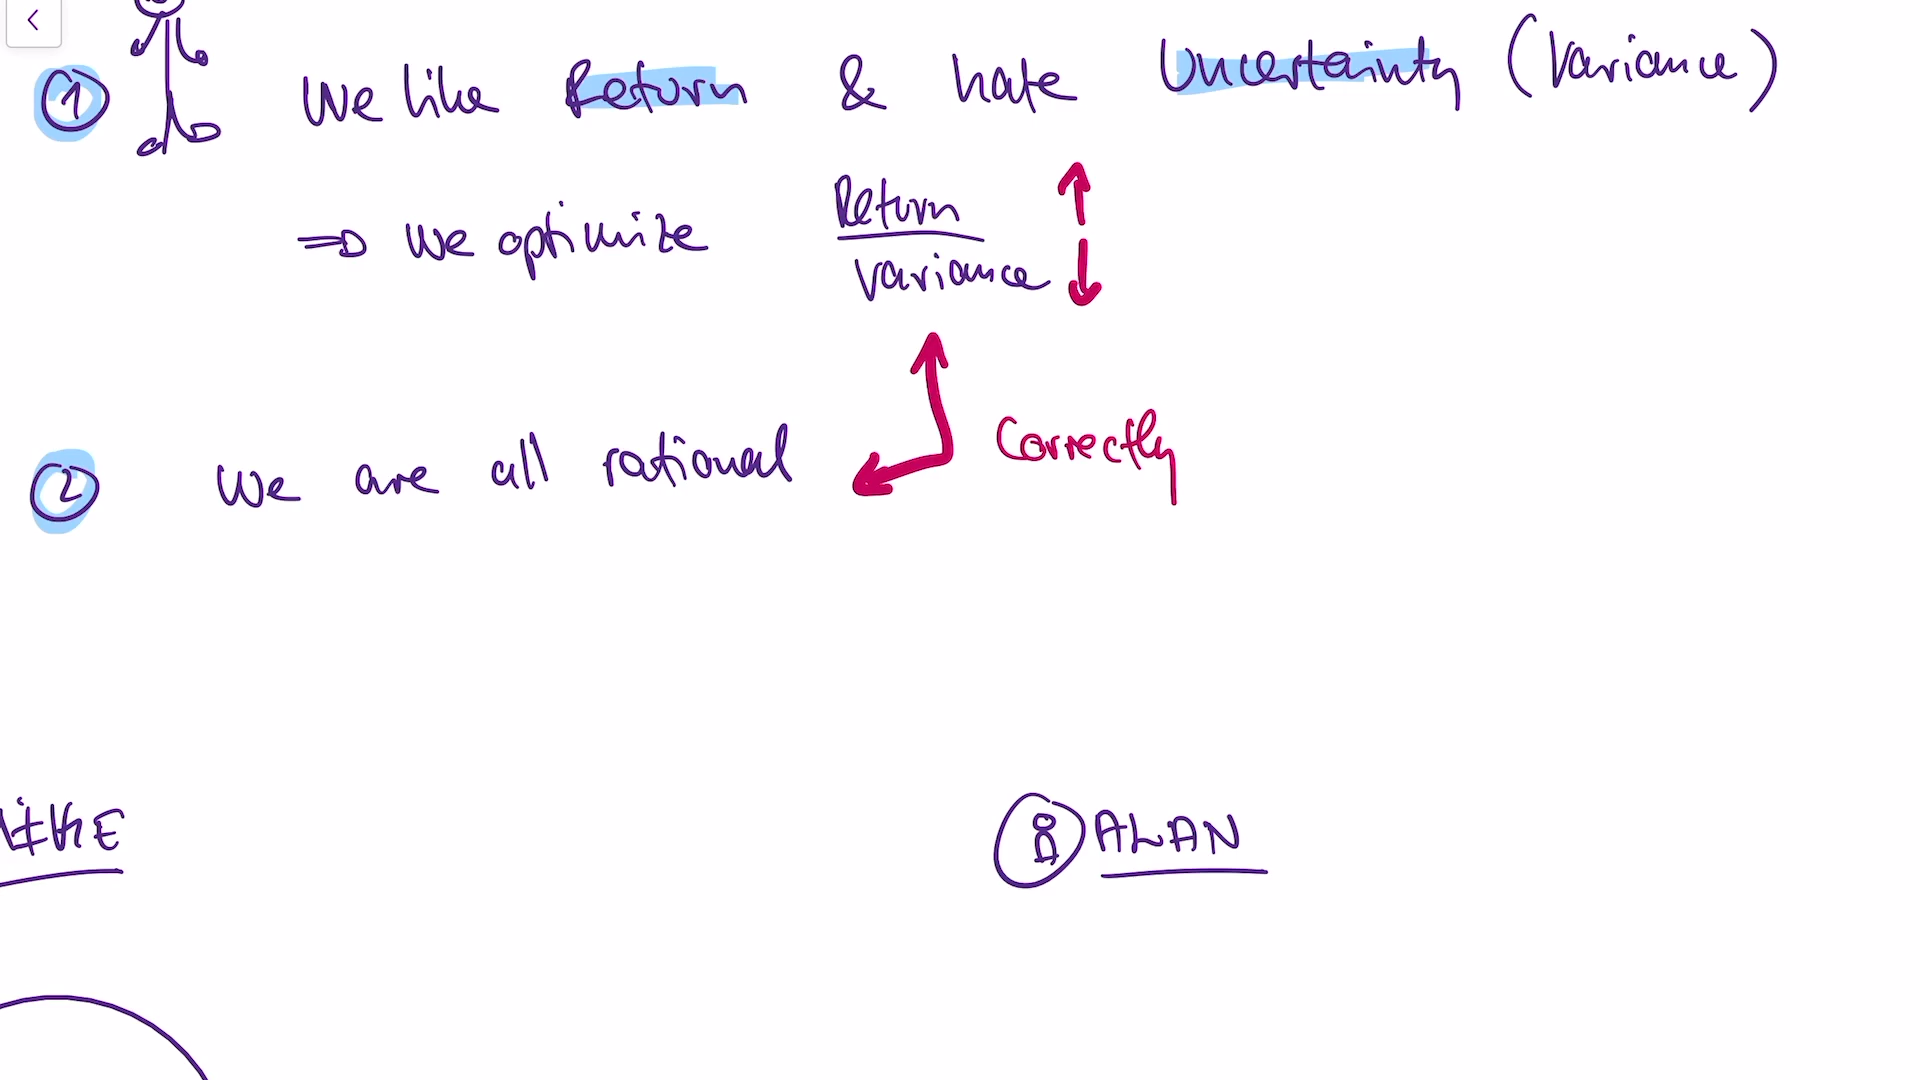 1 We like Return & hate Uncertainty (Variance)
⇒ We optimize Return
Variance
2 We are all rational Correctly
ALAN